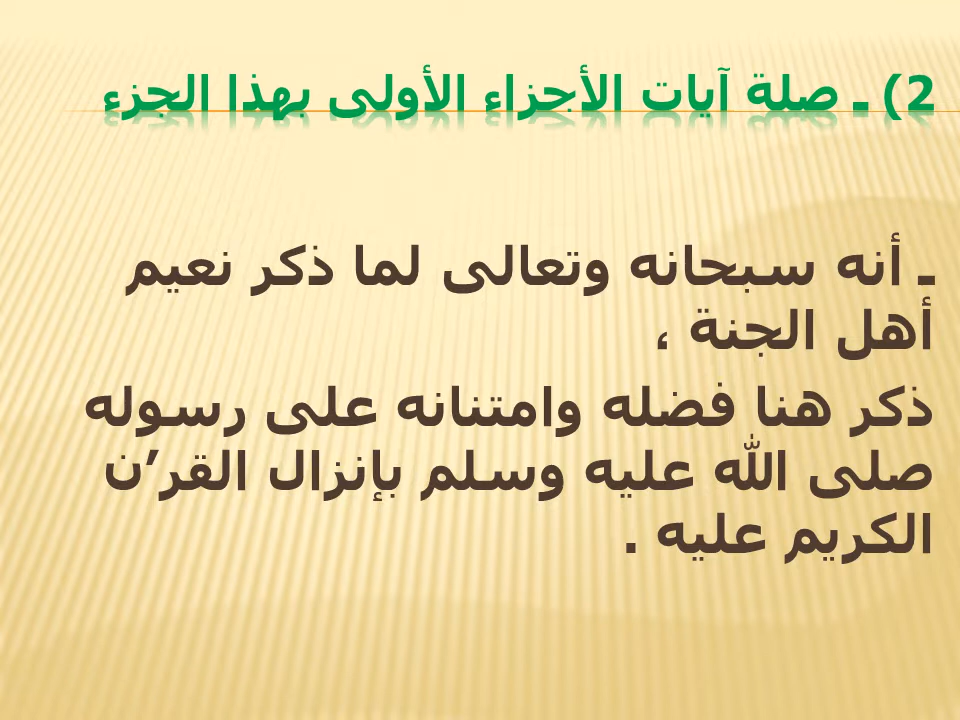 2) ـ صلة آيات الأجزاء الأولى بهذا الجزء
ـ أنه سبحانه وتعالى لما ذكر نعيم
أهل الجنة ،
ذكر هنا فضله وامتنانه على رسوله
صلى الله عليه وسلم بإنزال القر’ن
الكريم عليه .